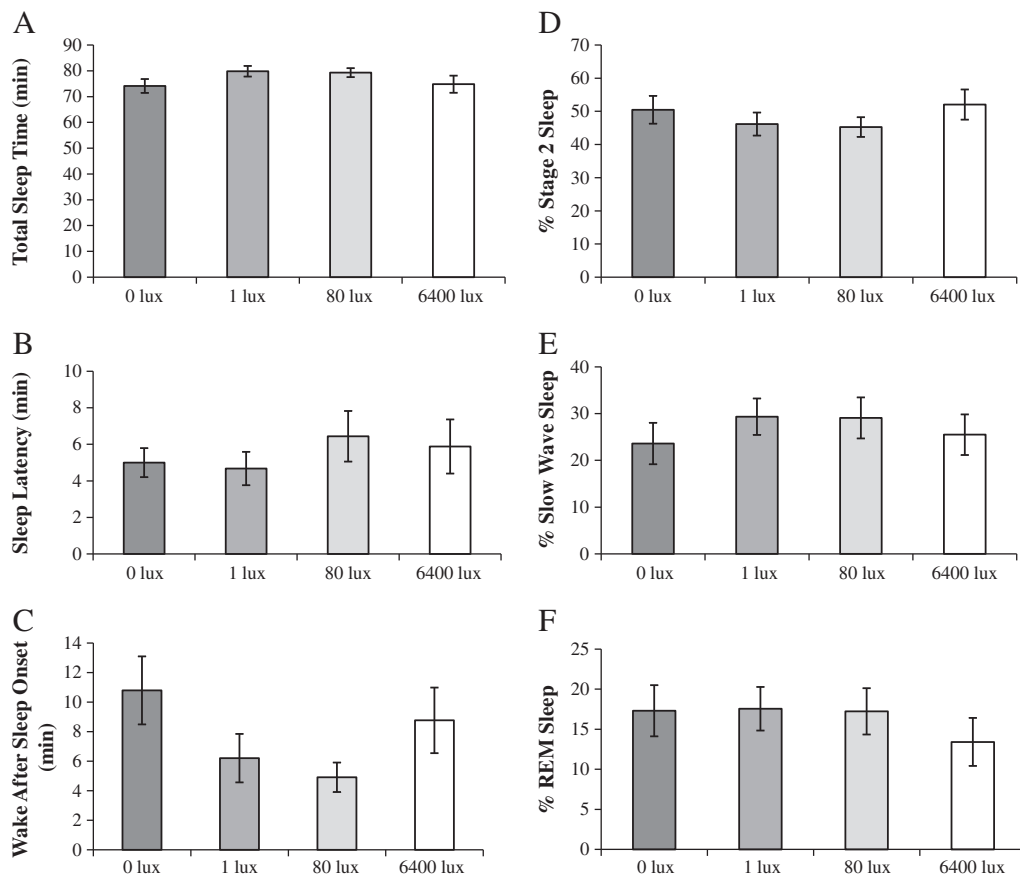 A
Total Sleep Time (min)
90
80
70
60
50
40
30
20
10
0
0 lux
1 lux
80 lux
6400 lux
B
Sleep Latency (min)
10
8
6
4
2
0
0 lux
1 lux
80 lux
6400 lux
C
Wake After Sleep Onset
(min)
14
12
10
8
6
4
2
0
0 lux
1 lux
80 lux
6400 lux
D
% Stage 2 Sleep
70
60
50
40
30
20
10
0
0 lux
1 lux
80 lux
6400 lux
E
% Slow Wave Sleep
40
30
20
10
0
0 lux
1 lux
80 lux
6400 lux
F
% REM Sleep
25
20
15
10
5
0
0 lux
1 lux
80 lux
6400 lux